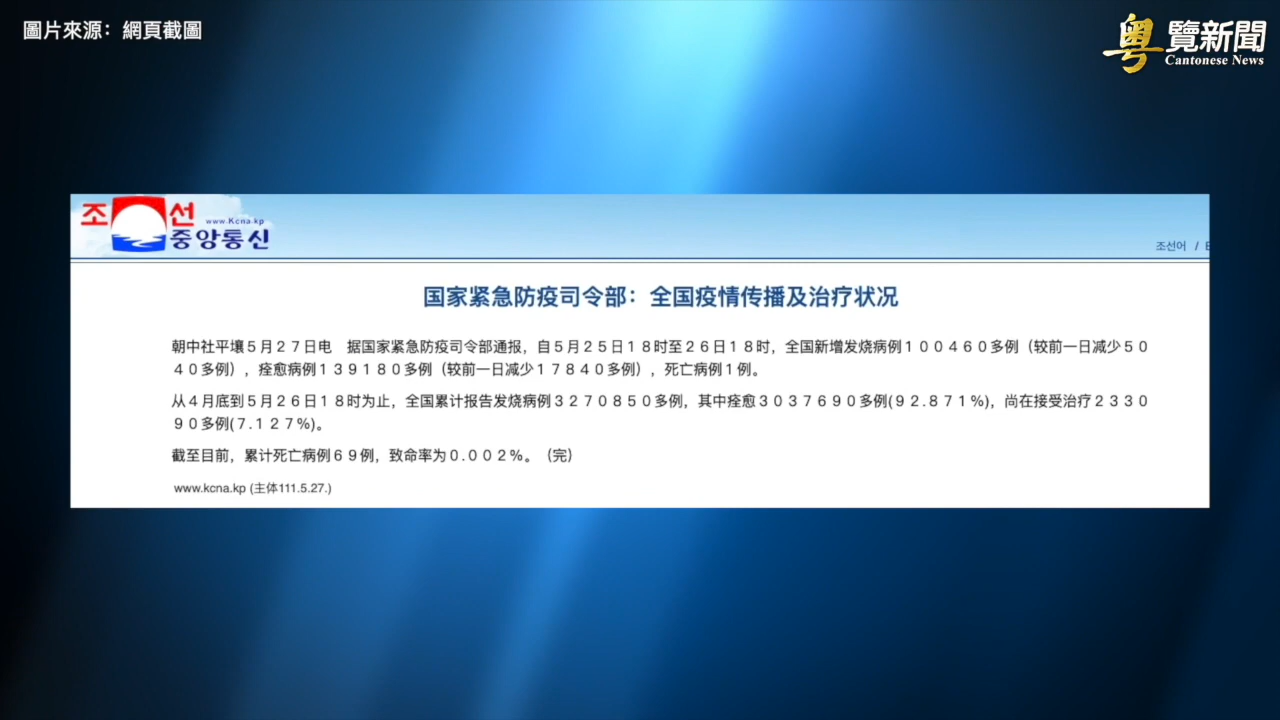 圖片來源：網頁截圖
粵覽新聞
Cantonese News
조선
www.Kcna.kp
중앙통신
조선어 /
国家紧急防疫司令部：全国疫情传播及治疗状况
朝中社平壤５月２７日电　据国家紧急防疫司令部通报，自５月２５日１８时至２６日１８时，全国新增发烧病例１００４６０多例（较前一日减少５０
４０多例），痊愈病例１３９１８０多例（较前一日减少１７８４０多例），死亡病例１例。
从４月底到５月２６日１８时为止，全国累计报告发烧病例３２７０８５０多例，其中痊愈３０３７６９０多例(９２.８７１%)，尚在接受治疗２３３０
９０多例(７.１２７%)。
截至目前，累计死亡病例６９例，致命率为０.００２%。（完）
www.kcna.kp (主体111.5.27.)